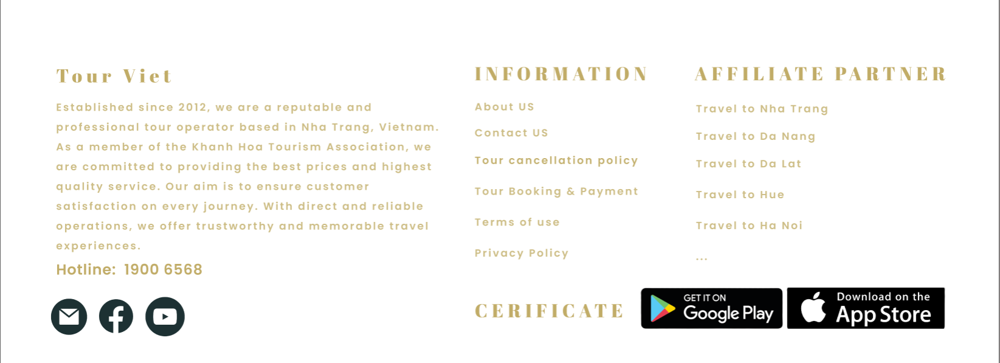 Tour Viet
Established since 2012, we are a reputable and
professional tour operator based in Nha Trang, Vietnam.
As a member of the Khanh Hoa Tourism Association, we
are committed to providing the best prices and highest
quality service. Our aim is to ensure customer
satisfaction on every journey. With direct and reliable
operations, we offer trustworthy and memorable travel
experiences.
Hotline: 1900 6568
INFORMATION
About US
Contact US
Tour cancellation policy
Tour Booking & Payment
Terms of use
Privacy Policy
AFFILIATE PARTNER
Travel to Nha Trang
Travel to Da Nang
Travel to Da Lat
Travel to Hue
Travel to Ha Noi
...
CERIFICATE
GET IT ON
Google Play
Download on the
App Store